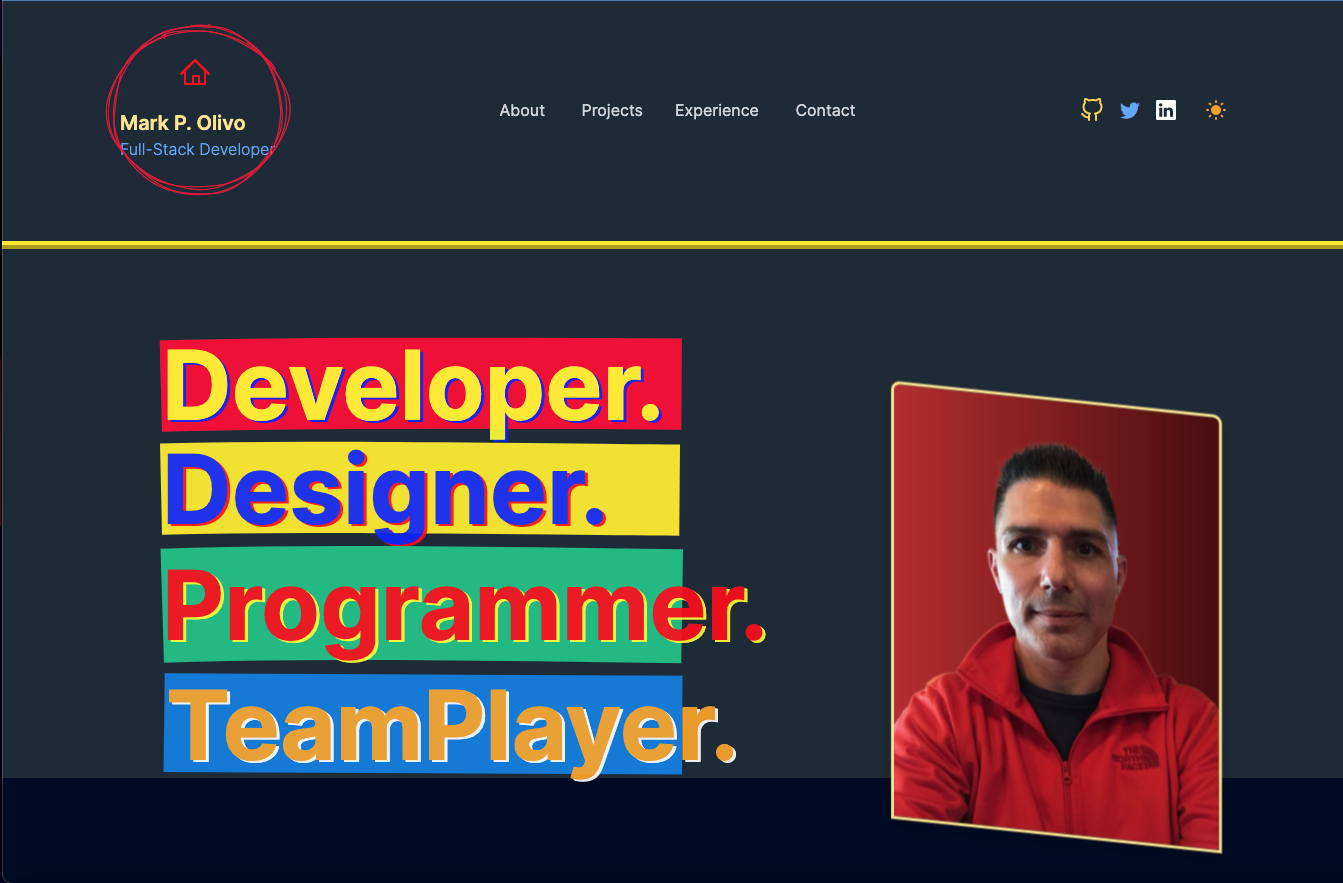 Mark P. Olivo
Full-Stack Developer
About Projects Experience Contact
in
Developer.
Designer.
Programmer.
TeamPlayer.
THE
NORTH
FACE